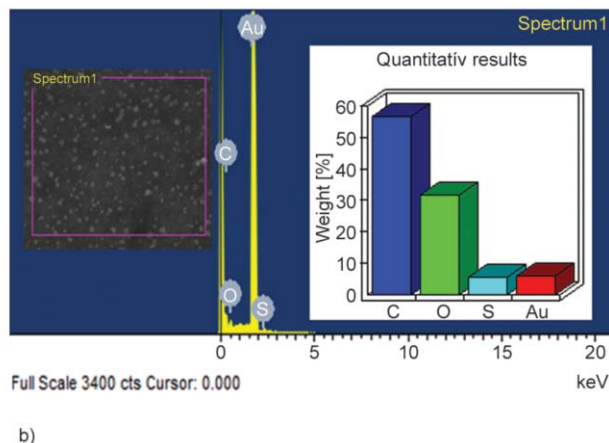 Spectrum1
Spectrum1
Au
C
O
S
Quantitatív results
Weight [%]
60
50
40
30
20
10
0
C O S Au
0 5 10 15 20
keV
Full Scale 3400 cts Cursor: 0.000
b)